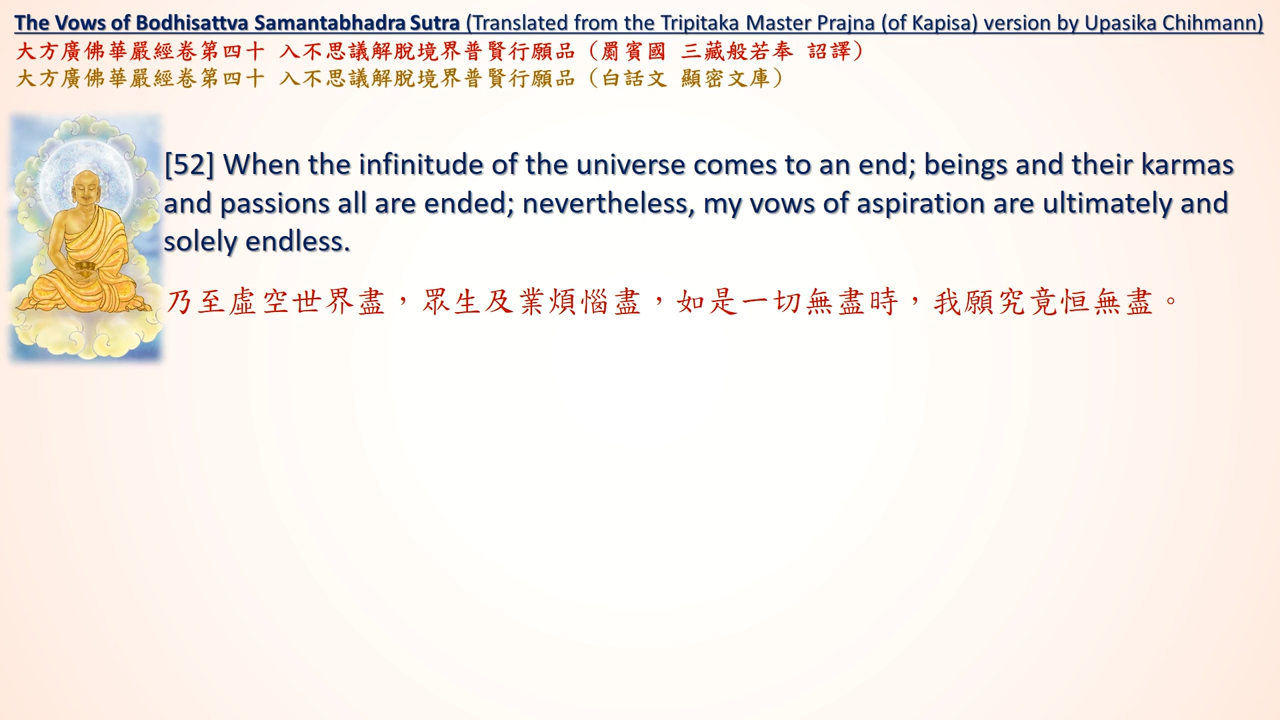 The Vows of Bodhisattva Samantabhadra Sutra (Translated from the Tripitaka Master Prajna (of Kapisa) version by Upasika Chihmann)
大方廣佛華嚴經卷第四十 入不思議解脫境界普賢行願品（罽賓國 三藏般若奉 詔譯）
大方廣佛華嚴經卷第四十 入不思議解脫境界普賢行願品（白話文 顯密文庫）
[52] When the infinitude of the universe comes to an end; beings and their karmas
and passions all are ended; nevertheless, my vows of aspiration are ultimately and
solely endless.
乃至虛空世界盡，眾生及業煩惱盡，如是一切無盡時，我願究竟恒無盡。